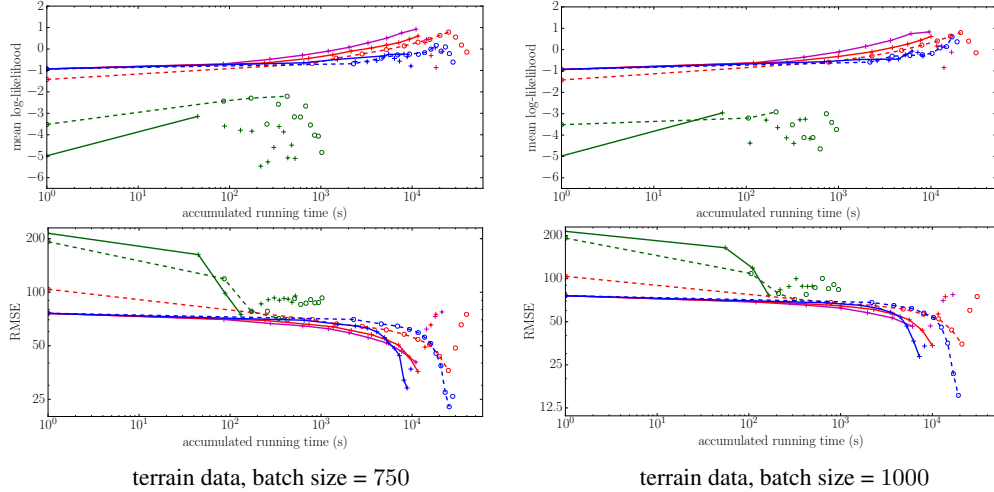 mean log-likelihood
2
1
0
−1
−2
−3
−4
−5
−6
10^0 10^1 10^2 10^3 10^4
accumulated running time (s)
mean log-likelihood
2
1
0
−1
−2
−3
−4
−5
−6
10^0 10^1 10^2 10^3 10^4
accumulated running time (s)
RMSE
200
100
50
25
10^0 10^1 10^2 10^3 10^4
accumulated running time (s)
RMSE
200
100
50
25
12.5
10^0 10^1 10^2 10^3 10^4
accumulated running time (s)
terrain data, batch size = 750
terrain data, batch size = 1000